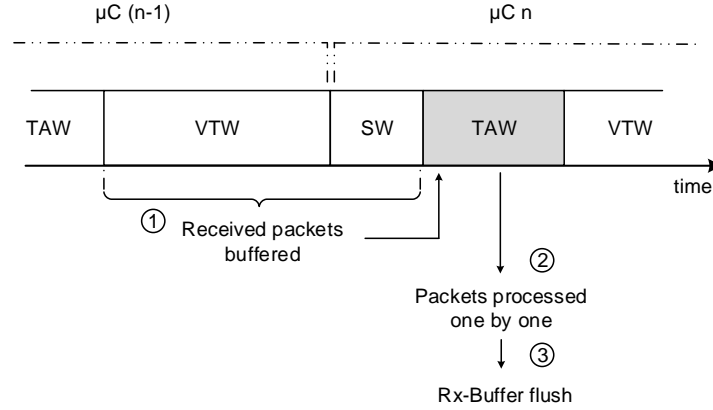 µC (n-1)
µC n
TAW
VTW
SW
TAW
VTW
time
1
Received packets
buffered
2
Packets processed
one by one
3
Rx-Buffer flush